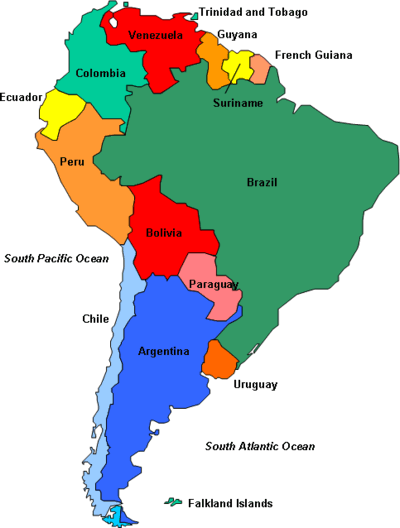 Trinidad and Tobago
Venezuela
Guyana
French Guiana
Colombia
Ecuador
Suriname
Peru
Brazil
Bolivia
South Pacific Ocean
Paraguay
Chile
Argentina
Uruguay
South Atlantic Ocean
Falkland Islands